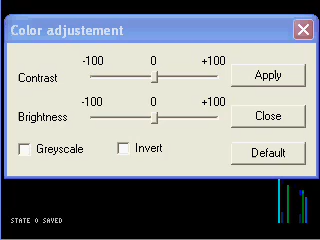 Color adjustement
-100 0 +100
Contrast
Apply
-100 0 +100
Brightness
Close
Greyscale
Invert
Default
STATE 0 SAVED